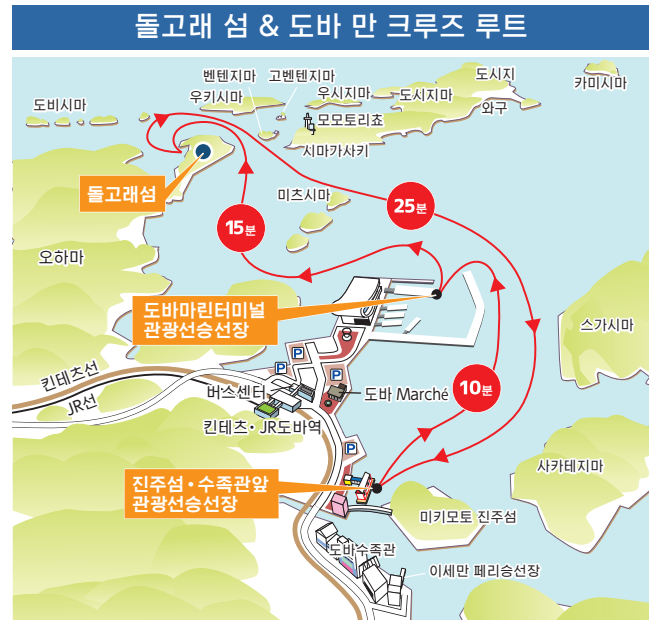 돌고래 섬 & 도바 만 크루즈 루트
벤텐지마
고벤텐지마
도시지
카미시마
도비시마
우키시마
우시지마
도시지마
와구
모모토리쵸
시마가사키
돌고래섬
미츠시마
25분
15분
오하마
도바마린터미널
관광선승선장
스가시마
P
P
P
킨테츠선
JR선
버스센터
도바 Marché
10분
킨테츠・JR도바역
P
진주섬・수족관앞
관광선승선장
사카테지마
미키모토 진주섬
도바수족관
이세만 페리승선장